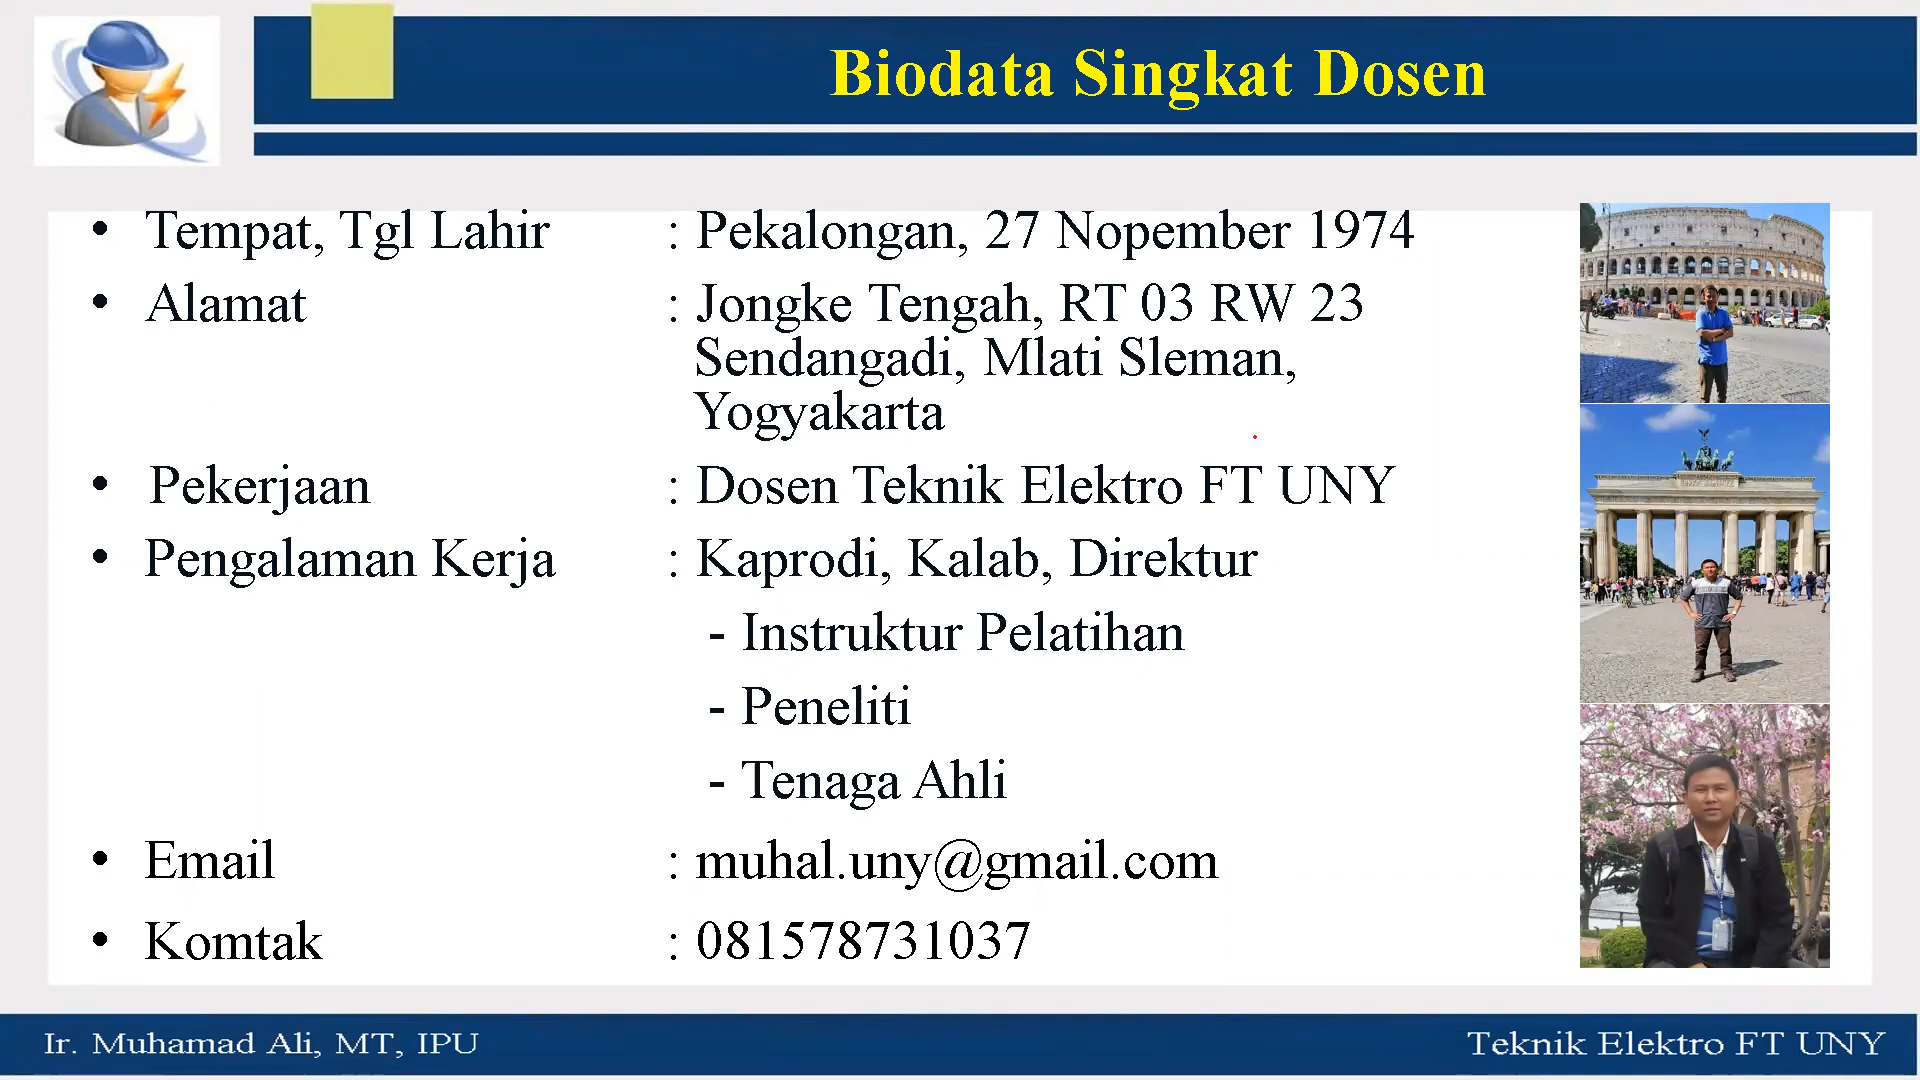 Biodata Singkat Dosen
• Tempat, Tgl Lahir : Pekalongan, 27 Nopember 1974
• Alamat : Jongke Tengah, RT 03 RW 23
Sendangadi, Mlati Sleman,
Yogyakarta
• Pekerjaan : Dosen Teknik Elektro FT UNY
• Pengalaman Kerja : Kaprodi, Kalab, Direktur
- Instruktur Pelatihan
- Peneliti
- Tenaga Ahli
• Email : muhal.uny@gmail.com
• Komtak : 081578731037
Ir. Muhamad Ali, MT, IPU
Teknik Elektro FT UNY